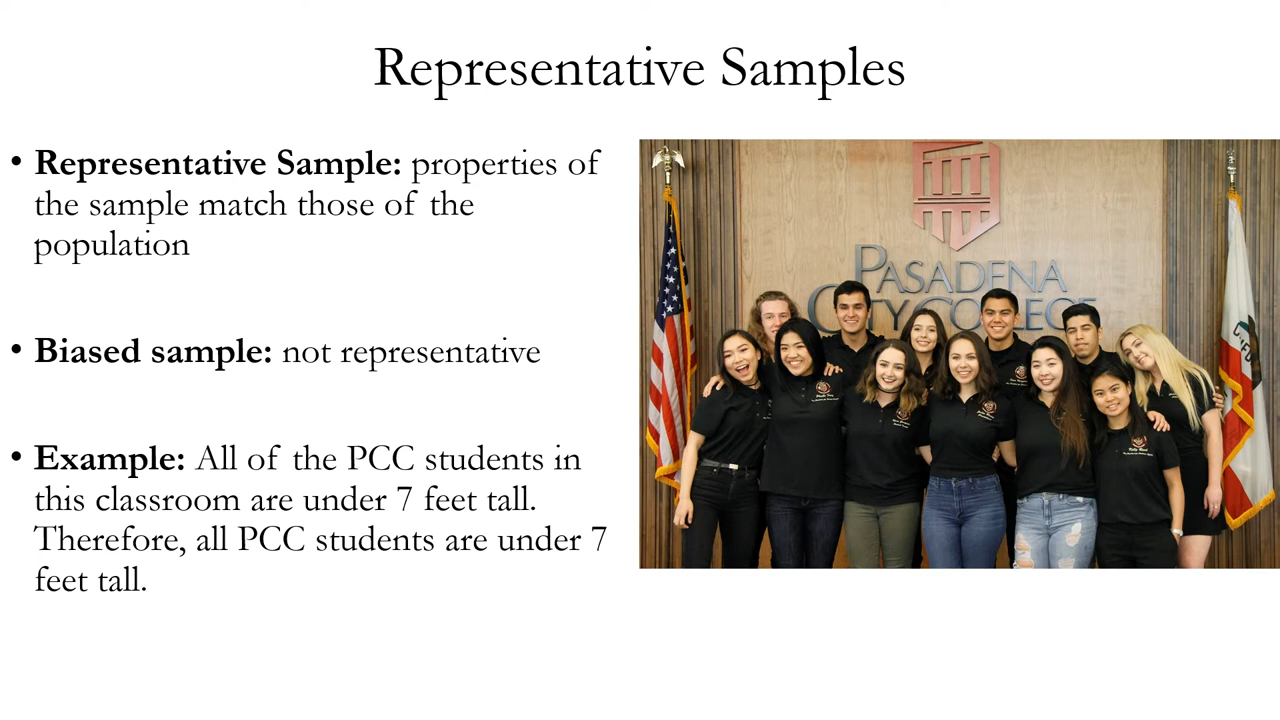 Representative Samples
• Representative Sample: properties of
the sample match those of the
population
• Biased sample: not representative
• Example: All of the PCC students in
this classroom are under 7 feet tall.
Therefore, all PCC students are under 7
feet tall.
PASADENA
CITY COLLEGE